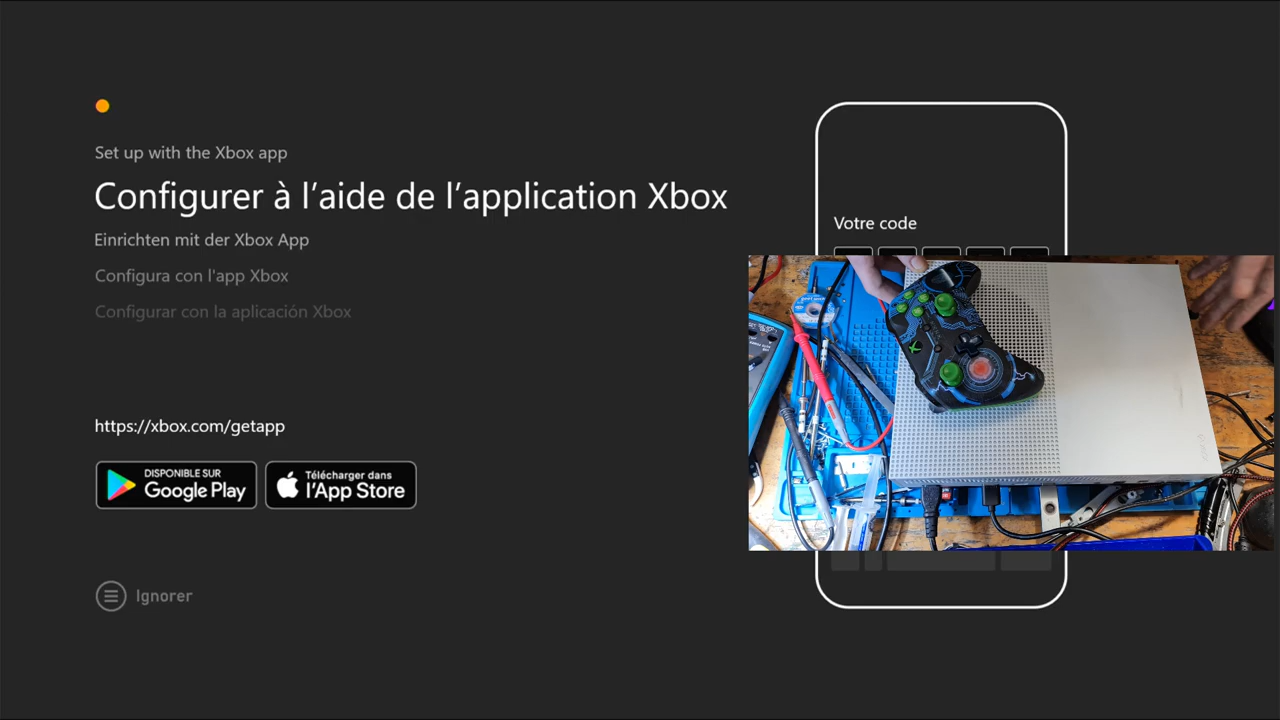 Set up with the Xbox app
Configurer à l'aide de l'application Xbox
Einrichten mit der Xbox App
Configura con l'app Xbox
Configurar con la aplicación Xbox
https://xbox.com/getapp
DISPONIBLE SUR
Google Play
Télécharger dans
l'App Store
Ignorer
Votre code